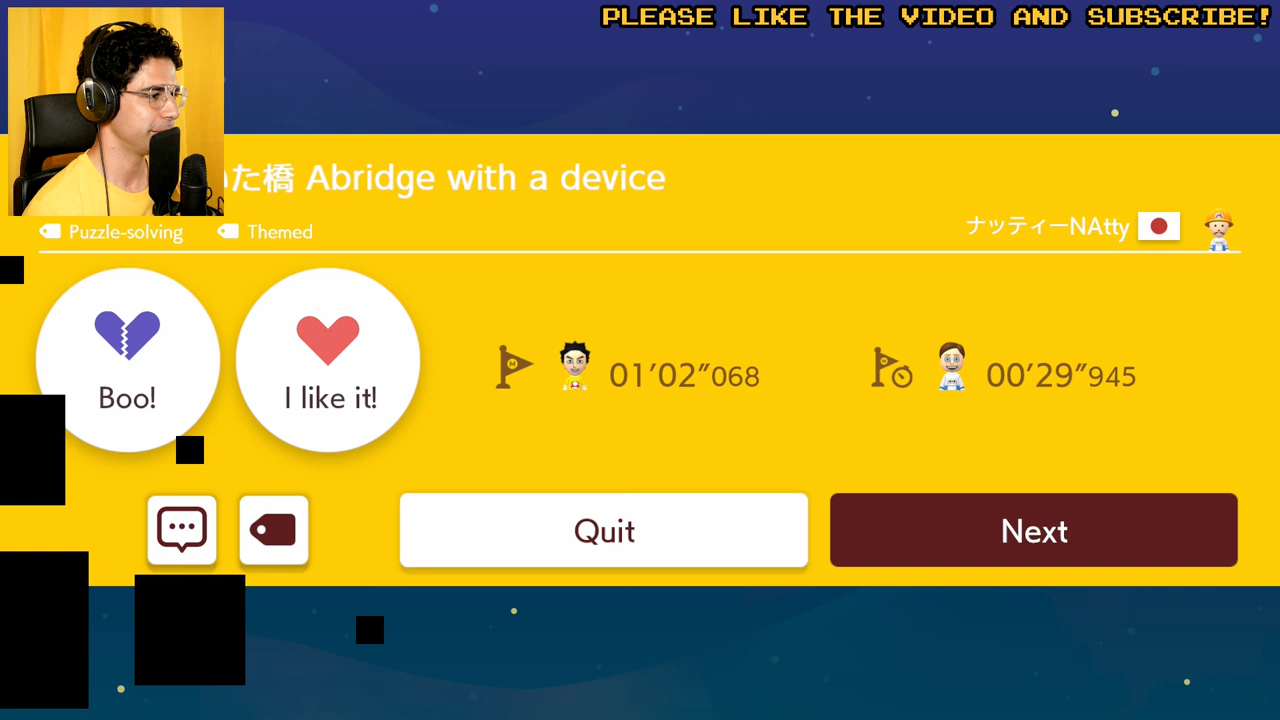 PLEASE LIKE THE VIDEO AND SUBSCRIBE!
いた橋 Abridge with a device
Puzzle-solving Themed
ナッティーNAtty
Boo!
I like it!
M 01'02"068
M 00'29"945
Quit
Next